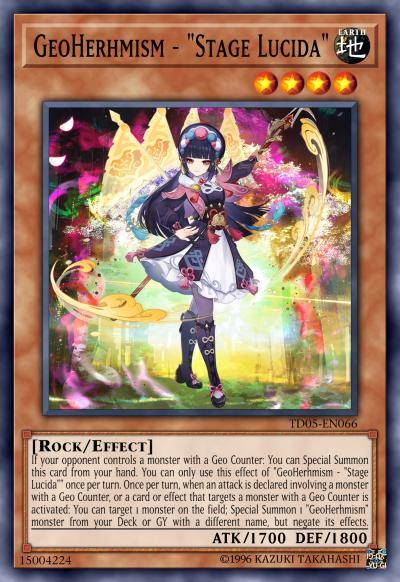 GeoHerhmism - "Stage Lucida"
EARTH
地
TD05-EN066
[Rock/Effect]
If your opponent controls a monster with a Geo Counter: You can Special Summon
this card from your hand. You can only use this effect of "GeoHerhmism - "Stage
Lucida"" once per turn. Once per turn, when an attack is declared involving a monster
with a Geo Counter, or a card or effect that targets a monster with a Geo Counter is
activated: You can target 1 monster on the field; Special Summon 1 "GeoHerhmism"
monster from your Deck or GY with a different name, but negate its effects.
ATK/1700 DEF/1800
15004224
©1996 KAZUKI TAKAHASHI